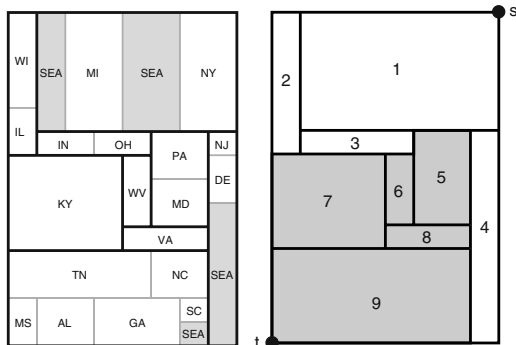 WI SEA MI SEA NY
IL IN OH PA NJ
KY WV MD DE
VA
TN NC SEA
MS AL GA SC
SEA
s
1
2
3
5
6
7
4
8
9
t